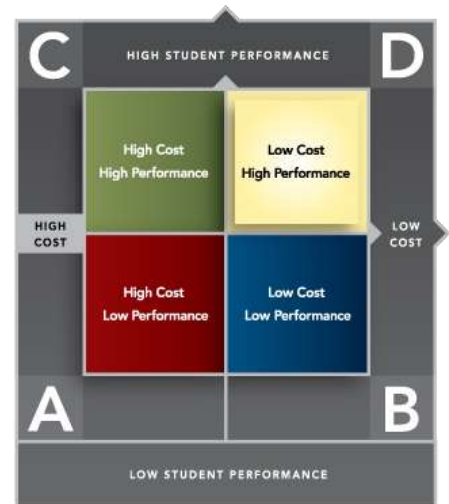 C
HIGH STUDENT PERFORMANCE
D
High Cost
High Performance
Low Cost
High Performance
HIGH
COST
LOW
COST
High Cost
Low Performance
Low Cost
Low Performance
A
B
LOW STUDENT PERFORMANCE